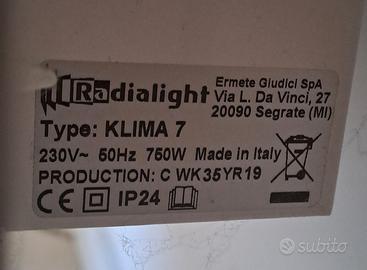 Radialight
Ermete Giudici SpA
Via L. Da Vinci, 27
20090 Segrate (MI)
Type: KLIMA 7
230V~ 50Hz 750W Made in Italy
PRODUCTION: C WK35YR19
CE IP24
subito